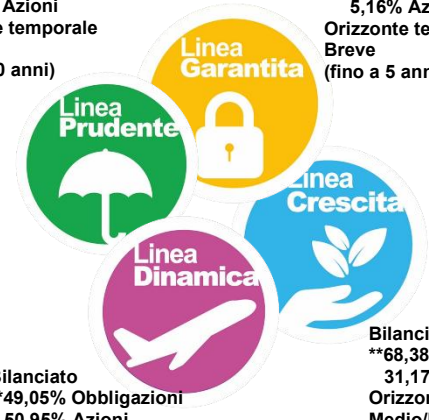 Azioni
temporale
0 anni)
5,16% Az
Orizzonte te
Breve
(fino a 5 ann
Linea
Garantita
Linea
Prudente
Linea
Crescita
Linea
Dinamica
ilanciato
*49,05% Obbligazioni
50,95% Azioni
Bilanci
**68,38
31,17
Orizzon
Medio/